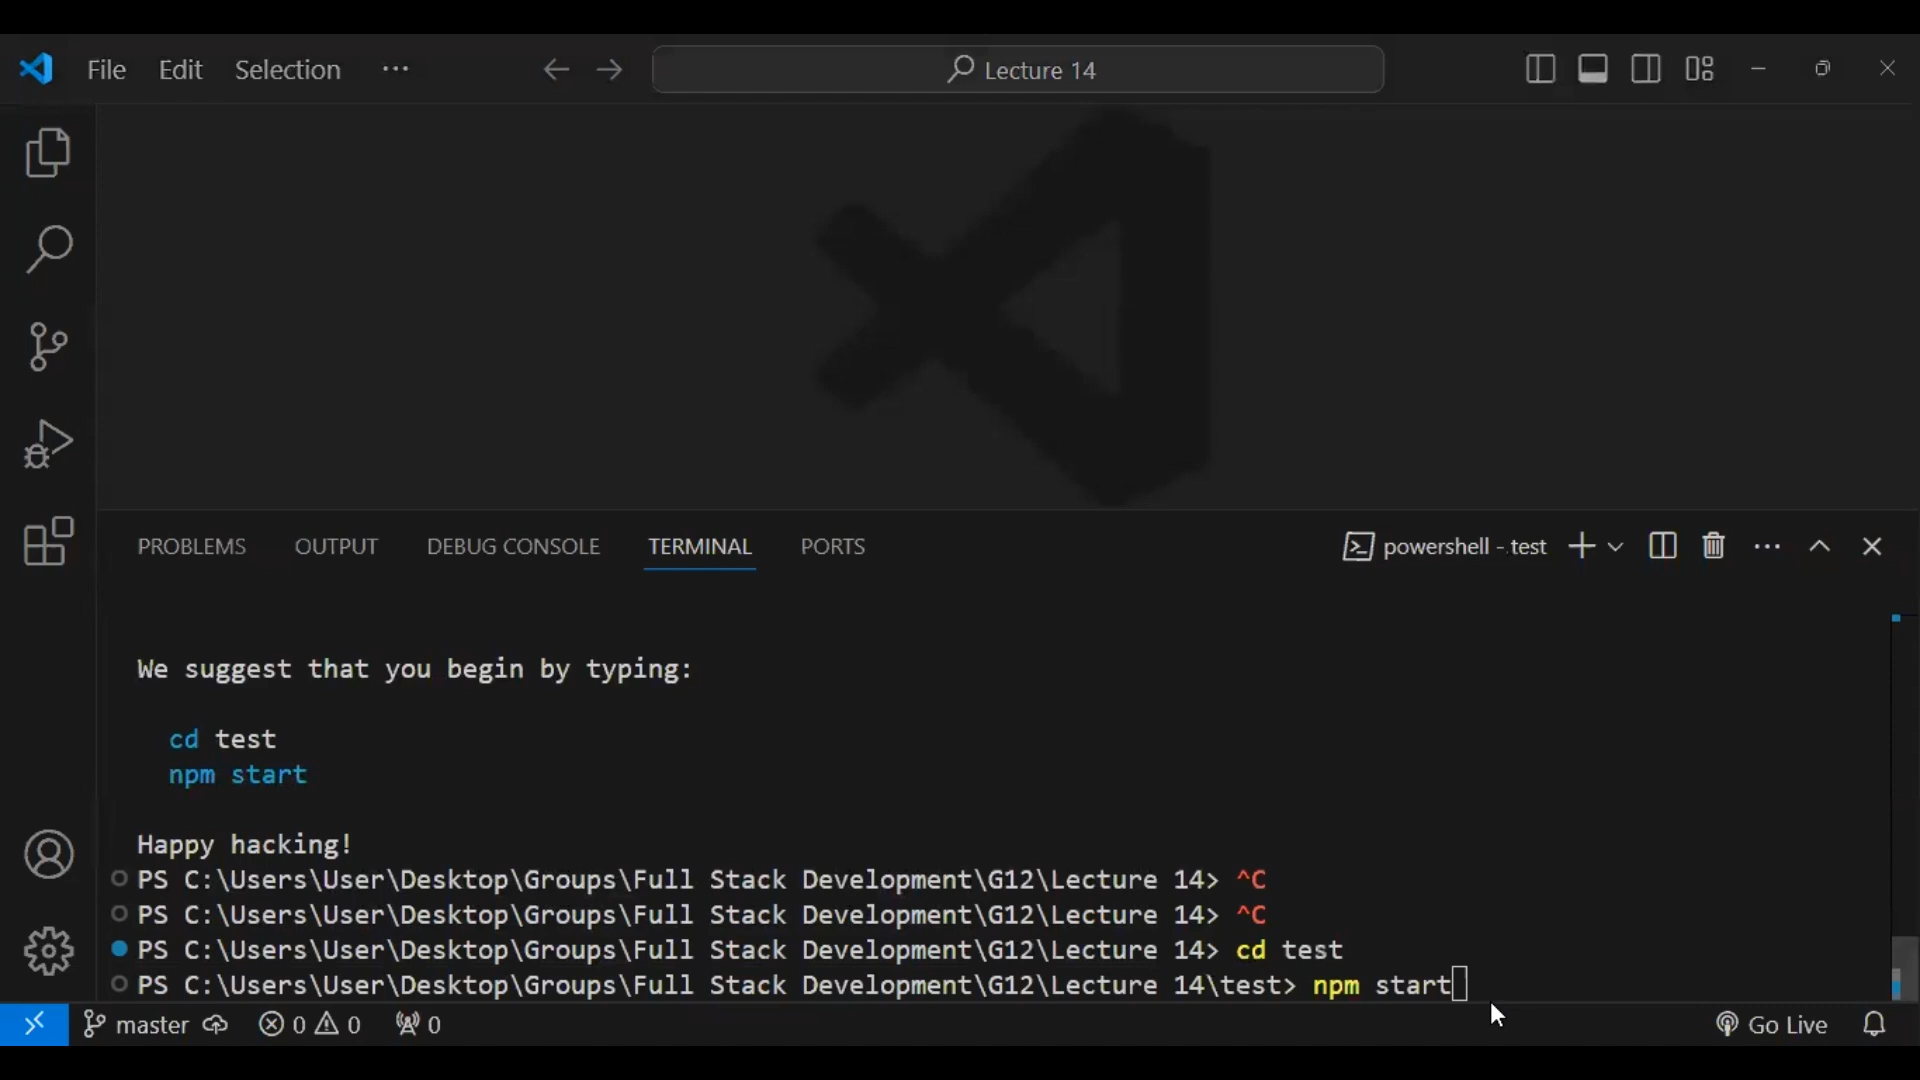 File Edit Selection ··· Lecture 14
PROBLEMS OUTPUT DEBUG CONSOLE TERMINAL PORTS powershell - test
We suggest that you begin by typing:
cd test
npm start
Happy hacking!
PS C:\Users\User\Desktop\Groups\Full Stack Development\G12\Lecture 14> ^C
PS C:\Users\User\Desktop\Groups\Full Stack Development\G12\Lecture 14> ^C
PS C:\Users\User\Desktop\Groups\Full Stack Development\G12\Lecture 14> cd test
PS C:\Users\User\Desktop\Groups\Full Stack Development\G12\Lecture 14\test> npm start
master 0 0 0 Go Live